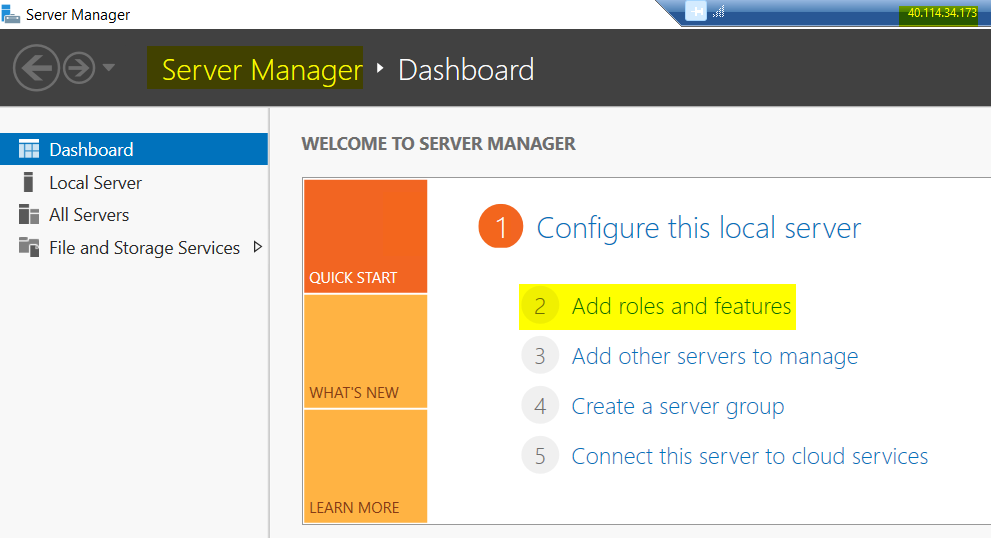 Server Manager
40.114.34.173
Server Manager ‣ Dashboard
Dashboard
Local Server
All Servers
File and Storage Services
WELCOME TO SERVER MANAGER
QUICK START
WHAT'S NEW
LEARN MORE
1 Configure this local server
2 Add roles and features
3 Add other servers to manage
4 Create a server group
5 Connect this server to cloud services